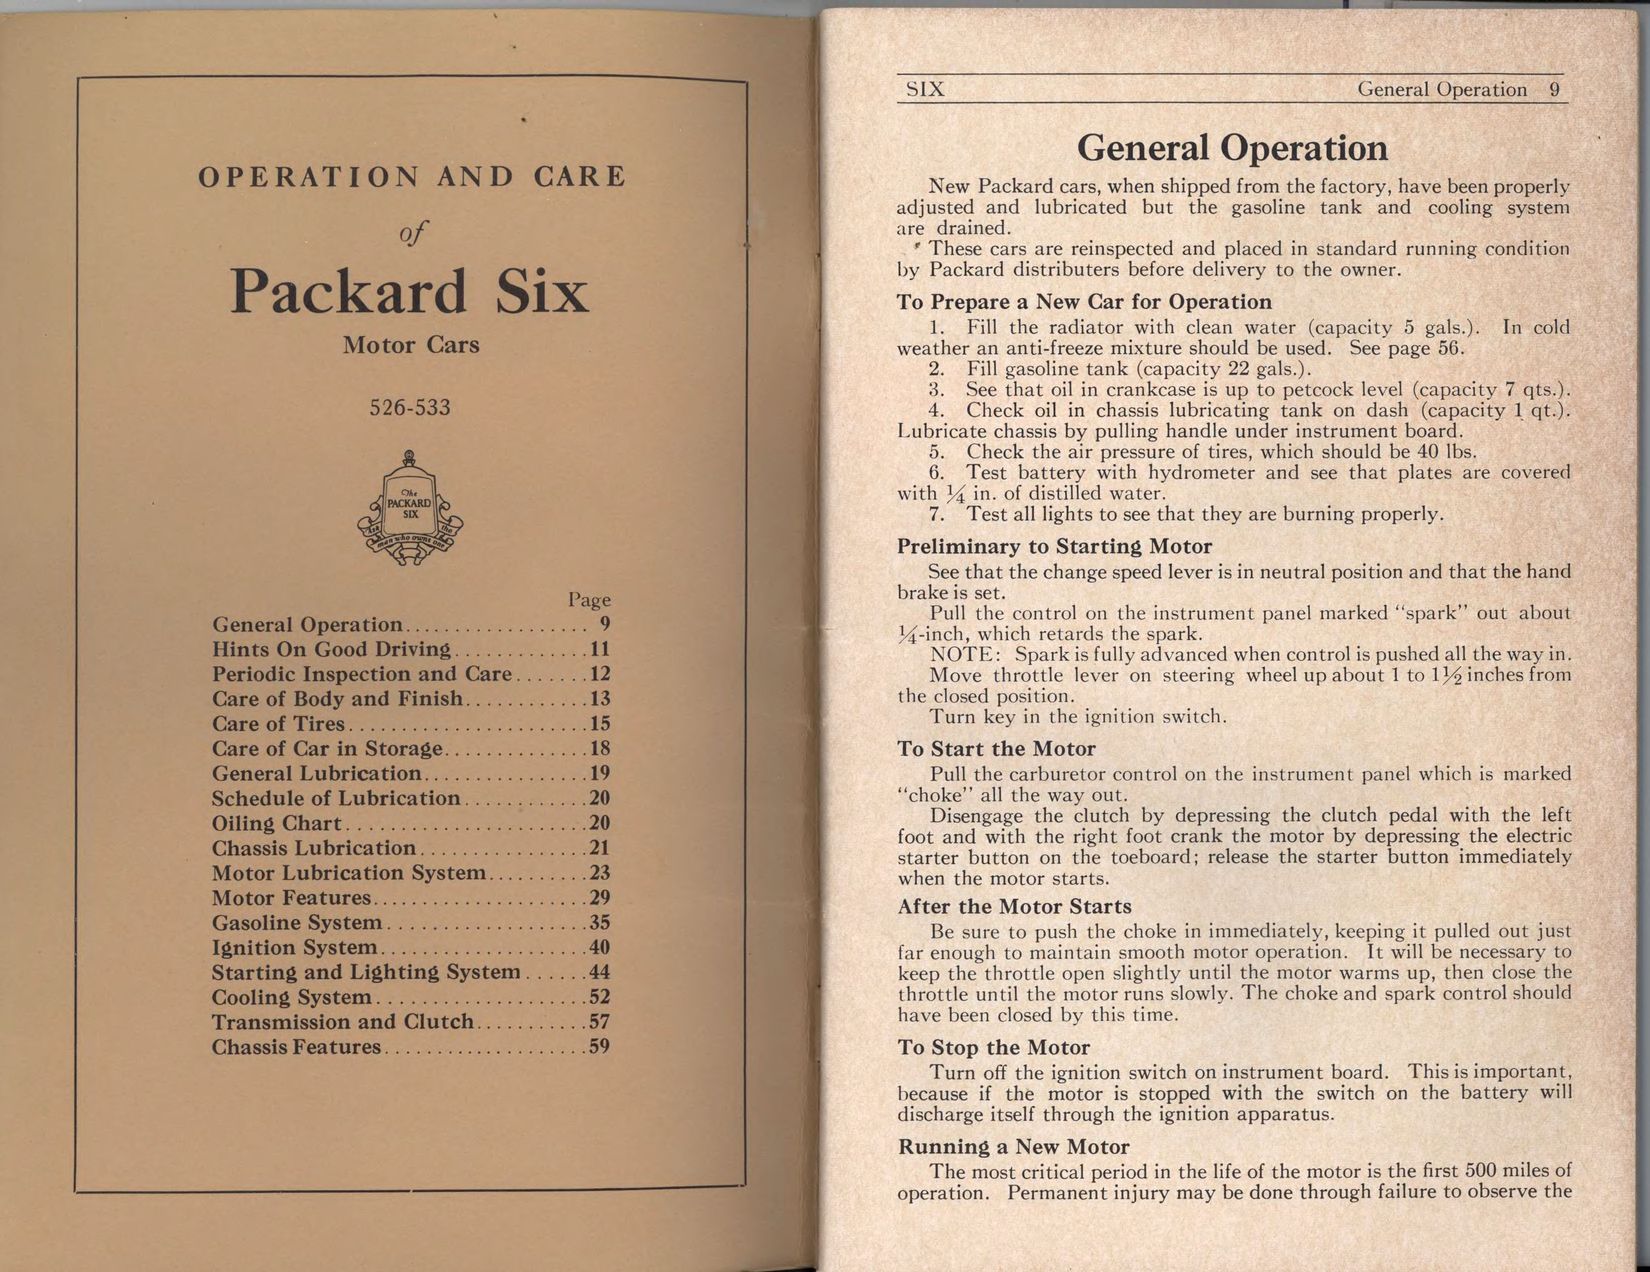 OPERATION AND CARE
of
Packard Six
Motor Cars
526-533
The
PACKARD
SIX
Ask
the
man who owns one
Page
General Operation.................. 9
Hints On Good Driving.............11
Periodic Inspection and Care.......12
Care of Body and Finish............13
Care of Tires........................15
Care of Car in Storage..............18
General Lubrication................19
Schedule of Lubrication............20
Oiling Chart........................20
Chassis Lubrication.................21
Motor Lubrication System..........23
Motor Features......................29
Gasoline System....................35
Ignition System.....................40
Starting and Lighting System......44
Cooling System.....................52
Transmission and Clutch...........57
Chassis Features....................59
SIX General Operation 9
General Operation
New Packard cars, when shipped from the factory, have been properly
adjusted and lubricated but the gasoline tank and cooling system
are drained.
These cars are reinspected and placed in standard running condition
by Packard distributers before delivery to the owner.
To Prepare a New Car for Operation
1. Fill the radiator with clean water (capacity 5 gals.). In cold
weather an anti-freeze mixture should be used. See page 56.
2. Fill gasoline tank (capacity 22 gals.).
3. See that oil in crankcase is up to petcock level (capacity 7 qts.).
4. Check oil in chassis lubricating tank on dash (capacity 1 qt.).
Lubricate chassis by pulling handle under instrument board.
5. Check the air pressure of tires, which should be 40 lbs.
6. Test battery with hydrometer and see that plates are covered
with ¼ in. of distilled water.
7. Test all lights to see that they are burning properly.
Preliminary to Starting Motor
See that the change speed lever is in neutral position and that the hand
brake is set.
Pull the control on the instrument panel marked “spark” out about
¼-inch, which retards the spark.
NOTE: Spark is fully advanced when control is pushed all the way in.
Move throttle lever on steering wheel up about 1 to 1½ inches from
the closed position.
Turn key in the ignition switch.
To Start the Motor
Pull the carburetor control on the instrument panel which is marked
“choke” all the way out.
Disengage the clutch by depressing the clutch pedal with the left
foot and with the right foot crank the motor by depressing the electric
starter button on the toeboard; release the starter button immediately
when the motor starts.
After the Motor Starts
Be sure to push the choke in immediately, keeping it pulled out just
far enough to maintain smooth motor operation. It will be necessary to
keep the throttle open slightly until the motor warms up, then close the
throttle until the motor runs slowly. The choke and spark control should
have been closed by this time.
To Stop the Motor
Turn off the ignition switch on instrument board. This is important,
because if the motor is stopped with the switch on the battery will
discharge itself through the ignition apparatus.
Running a New Motor
The most critical period in the life of the motor is the first 500 miles of
operation. Permanent injury may be done through failure to observe the